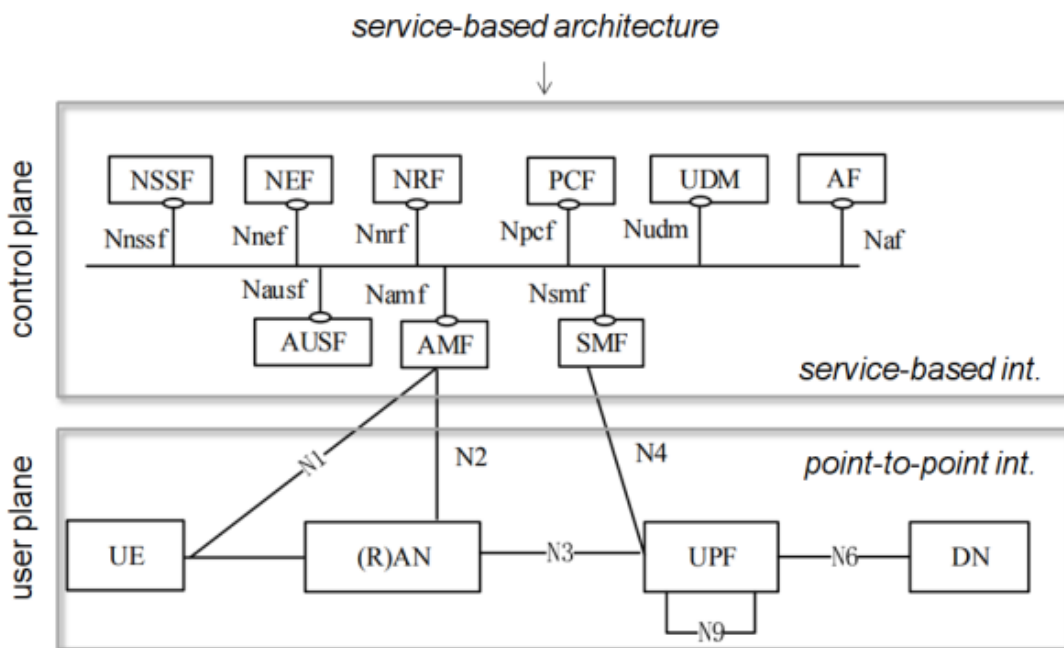 service-based architecture
control plane
NSSF NEF NRF PCF UDM AF
Nnssf Nnef Nnrf Npcf Nudm Naf
Nausf Namf Nsmf
AUSF AMF SMF
service-based int.
user plane
point-to-point int.
N1 N2 N4
UE (R)AN N3 UPF N6 DN
N9